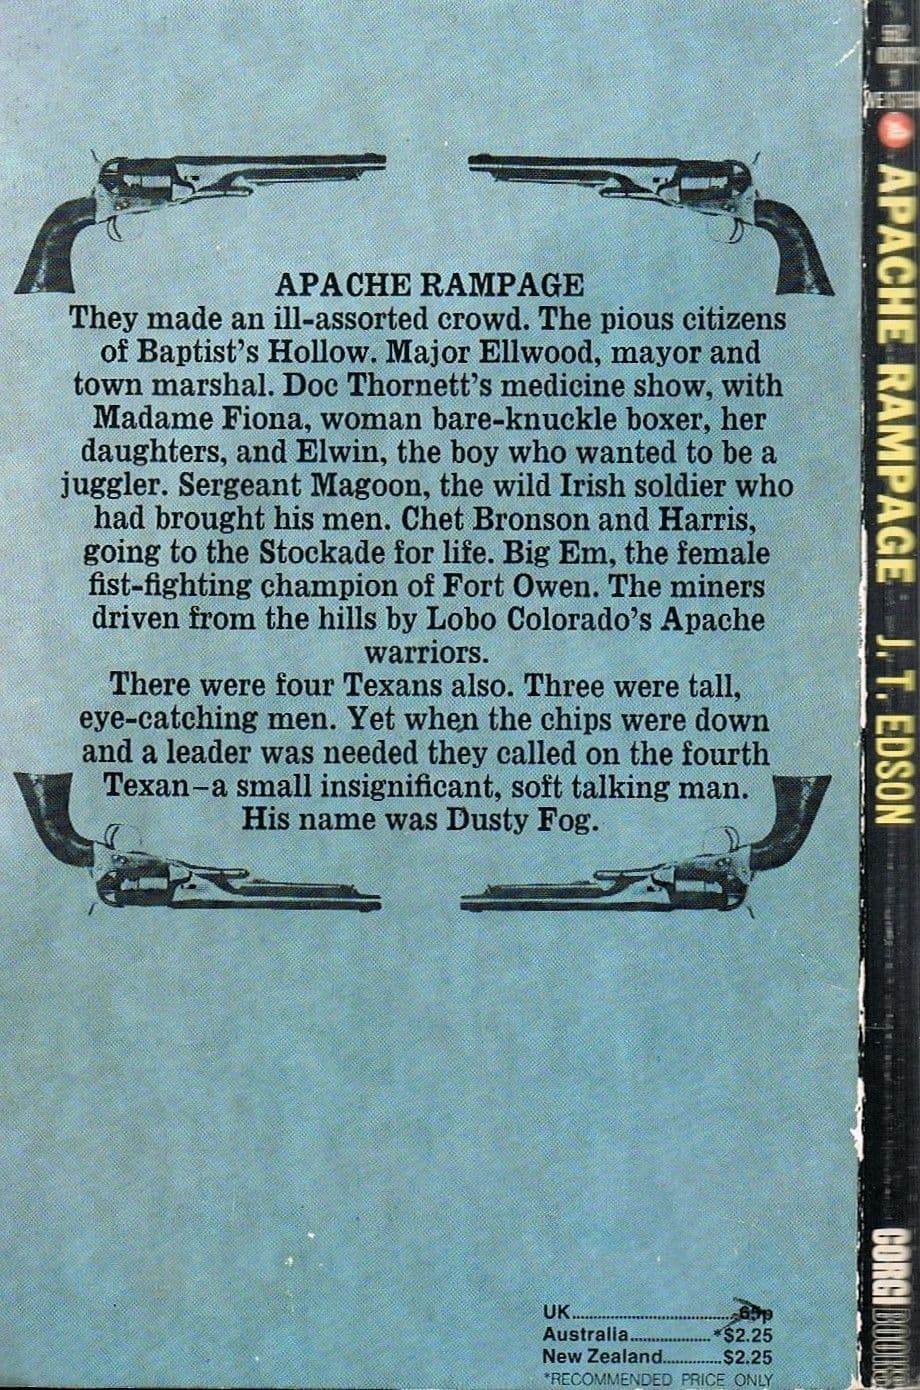 APACHE RAMPAGE
They made an ill-assorted crowd. The pious citizens
of Baptist's Hollow. Major Ellwood, mayor and
town marshal. Doc Thornett's medicine show, with
Madame Fiona, woman bare-knuckle boxer, her
daughters, and Elwin, the boy who wanted to be a
juggler. Sergeant Magoon, the wild Irish soldier who
had brought his men. Chet Bronson and Harris,
going to the Stockade for life. Big Em, the female
fist-fighting champion of Fort Owen. The miners
driven from the hills by Lobo Colorado's Apache
warriors.
There were four Texans also. Three were tall,
eye-catching men. Yet when the chips were down
and a leader was needed they called on the fourth
Texan–a small insignificant, soft talking man.
His name was Dusty Fog.
UK.......................................65p
Australia..................*$2.25
New Zealand.............$2.25
*RECOMMENDED PRICE ONLY
APACHE RAMPAGE J. T. EDSON
CORGI BOOKS